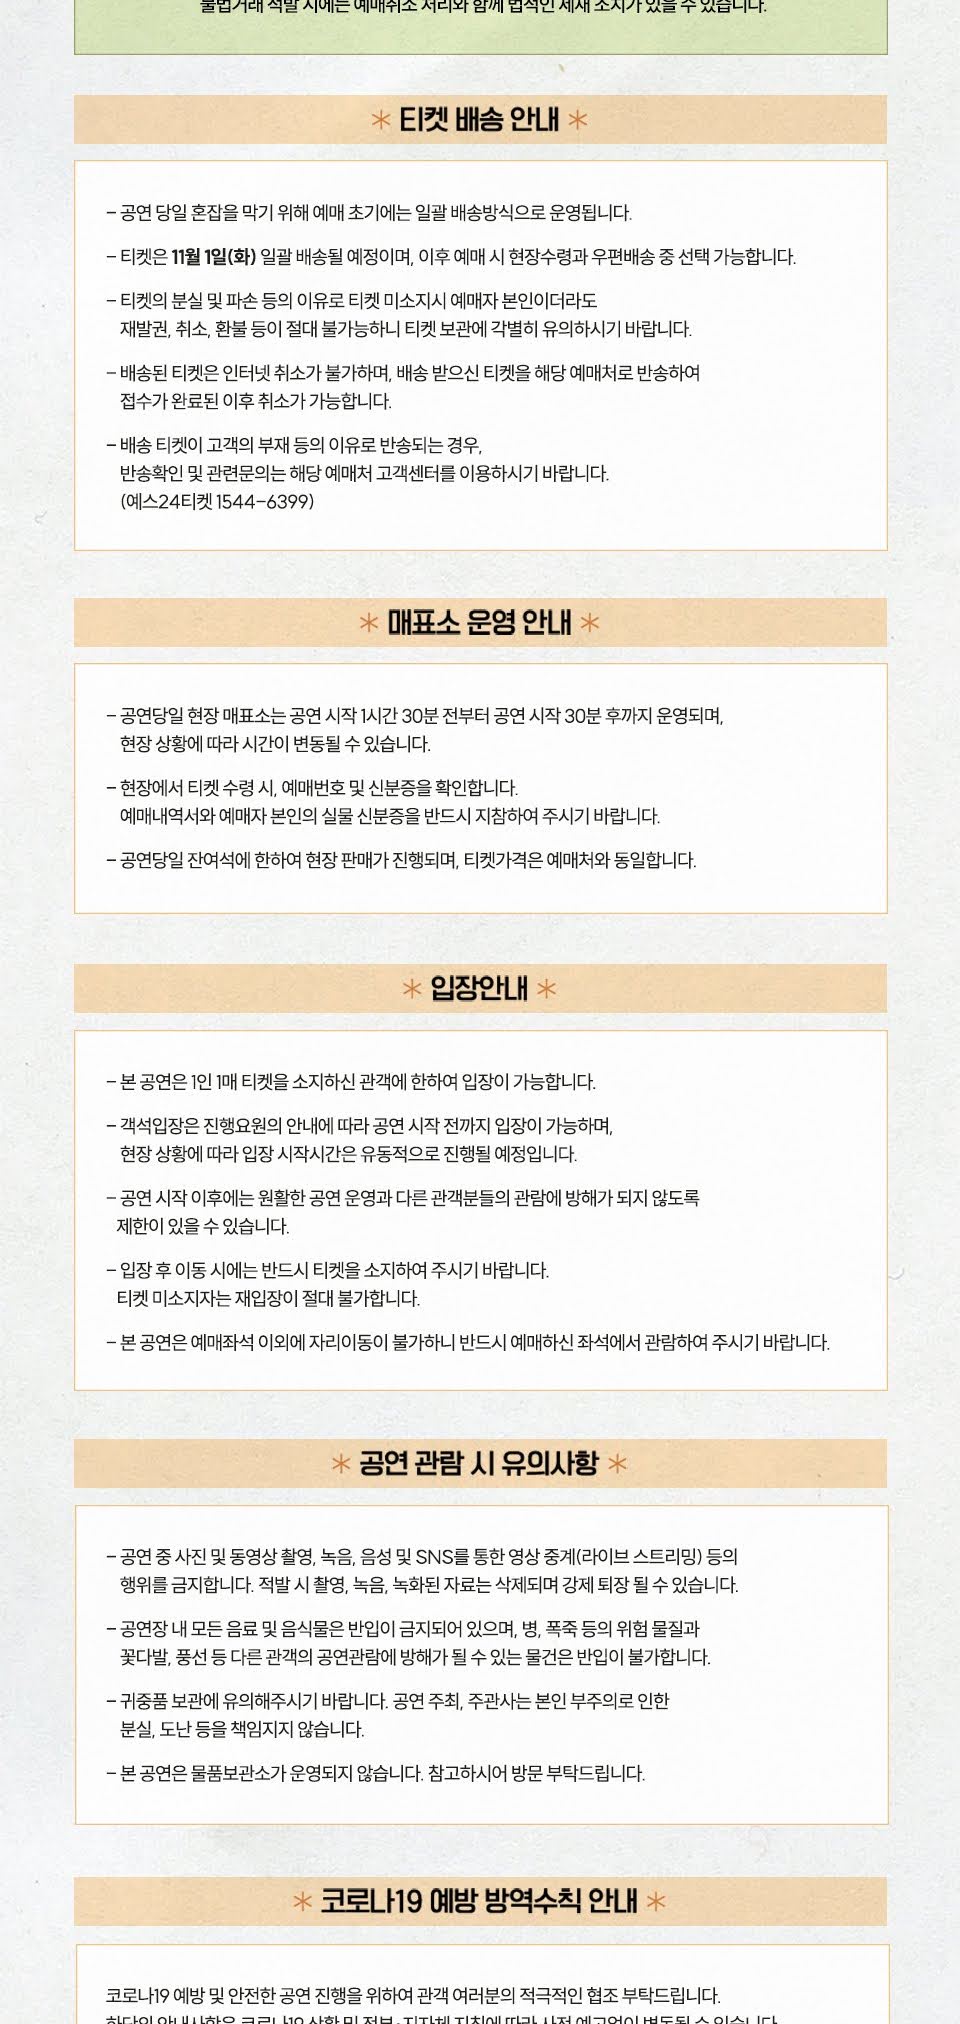 불법거래 적발 시에는 예매취소 처리와 함께 법적인 제재 조치가 있을 수 있습니다.
* 티켓 배송 안내 *
- 공연 당일 혼잡을 막기 위해 예매 초기에는 일괄 배송방식으로 운영됩니다.
- 티켓은 11월 1일(화) 일괄 배송될 예정이며, 이후 예매 시 현장수령과 우편배송 중 선택 가능합니다.
- 티켓의 분실 및 파손 등의 이유로 티켓 미소지시 예매자 본인이더라도
재발권, 취소, 환불 등이 절대 불가능하니 티켓 보관에 각별히 유의하시기 바랍니다.
- 배송된 티켓은 인터넷 취소가 불가하며, 배송 받으신 티켓을 해당 예매처로 반송하여
접수가 완료된 이후 취소가 가능합니다.
- 배송 티켓이 고객의 부재 등의 이유로 반송되는 경우,
반송확인 및 관련문의는 해당 예매처 고객센터를 이용하시기 바랍니다.
(예스24티켓 1544-6399)
* 매표소 운영 안내 *
- 공연당일 현장 매표소는 공연 시작 1시간 30분 전부터 공연 시작 30분 후까지 운영되며,
현장 상황에 따라 시간이 변동될 수 있습니다.
- 현장에서 티켓 수령 시, 예매번호 및 신분증을 확인합니다.
예매내역서와 예매자 본인의 실물 신분증을 반드시 지참하여 주시기 바랍니다.
- 공연당일 잔여석에 한하여 현장 판매가 진행되며, 티켓가격은 예매처와 동일합니다.
* 입장안내 *
- 본 공연은 1인 1매 티켓을 소지하신 관객에 한하여 입장이 가능합니다.
- 객석입장은 진행요원의 안내에 따라 공연 시작 전까지 입장이 가능하며,
현장 상황에 따라 입장 시작시간은 유동적으로 진행될 예정입니다.
- 공연 시작 이후에는 원활한 공연 운영과 다른 관객분들의 관람에 방해가 되지 않도록
제한이 있을 수 있습니다.
- 입장 후 이동 시에는 반드시 티켓을 소지하여 주시기 바랍니다.
티켓 미소지자는 재입장이 절대 불가합니다.
- 본 공연은 예매좌석 이외에 자리이동이 불가하니 반드시 예매하신 좌석에서 관람하여 주시기 바랍니다.
* 공연 관람 시 유의사항 *
- 공연 중 사진 및 동영상 촬영, 녹음, 음성 및 SNS를 통한 영상 중계(라이브 스트리밍) 등의
행위를 금지합니다. 적발 시 촬영, 녹음, 녹화된 자료는 삭제되며 강제 퇴장 될 수 있습니다.
- 공연장 내 모든 음료 및 음식물은 반입이 금지되어 있으며, 병, 폭죽 등의 위험 물질과
꽃다발, 풍선 등 다른 관객의 공연관람에 방해가 될 수 있는 물건은 반입이 불가합니다.
- 귀중품 보관에 유의해주시기 바랍니다. 공연 주최, 주관사는 본인 부주의로 인한
분실, 도난 등을 책임지지 않습니다.
- 본 공연은 물품보관소가 운영되지 않습니다. 참고하시어 방문 부탁드립니다.
* 코로나19 예방 방역수칙 안내 *
코로나19 예방 및 안전한 공연 진행을 위하여 관객 여러분의 적극적인 협조 부탁드립니다.